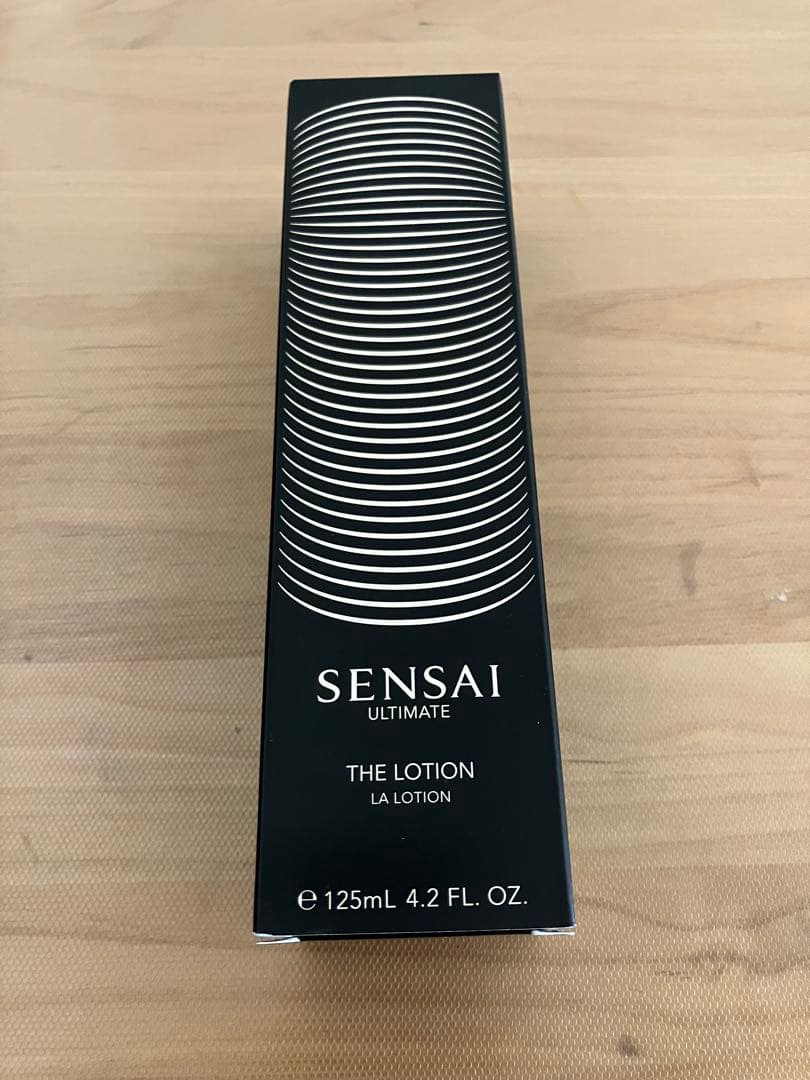 SENSAI
ULTIMATE
THE LOTION
LA LOTION
℮ 125mL 4.2 FL. OZ.